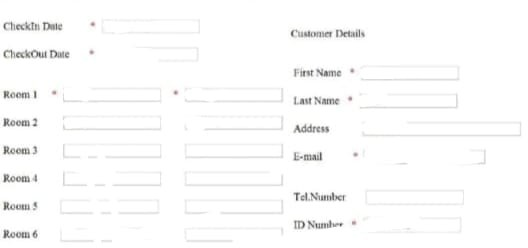 CheckIn Date *
CheckOut Date *
Room 1 * *
Room 2
Room 3
Room 4
Room 5
Room 6
Customer Details
First Name *
Last Name *
Address
E-mail *
Tel.Number
ID Number *